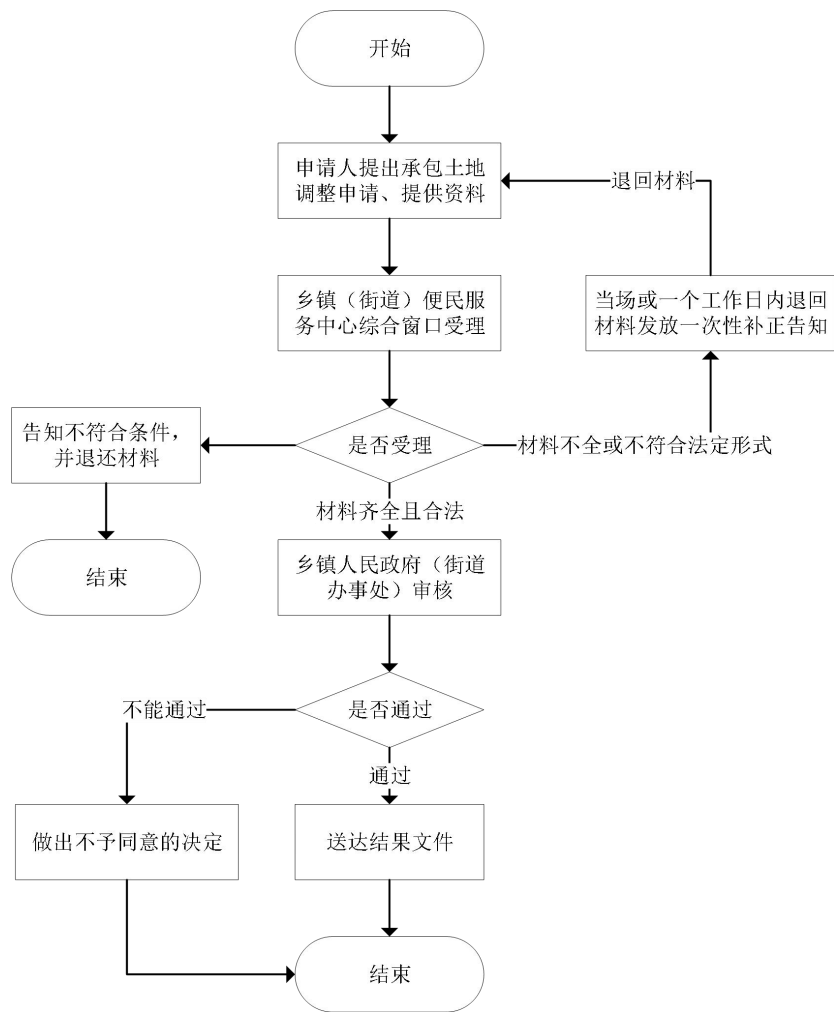 开始
申请人提出承包土地
调整申请、提供资料
退回材料
乡镇（街道）便民服
务中心综合窗口受理
当场或一个工作日内退回
材料发放一次性补正告知
告知不符合条件，
并退还材料
是否受理
材料不全或不符合法定形式
材料齐全且合法
结束
乡镇人民政府（街道
办事处）审核
不能通过
是否通过
通过
做出不予同意的决定
送达结果文件
结束